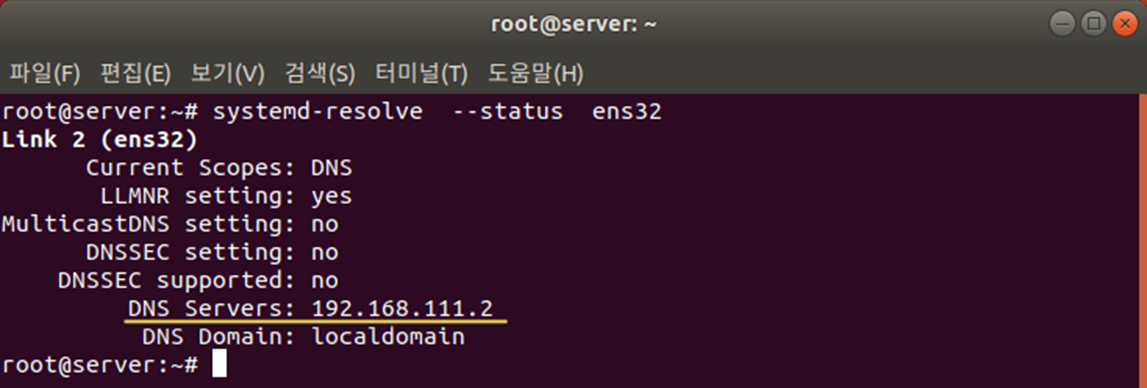 root@server: ~
파일(F) 편집(E) 보기(V) 검색(S) 터미널(T) 도움말(H)
root@server:~# systemd-resolve  --status  ens32
Link 2 (ens32)
      Current Scopes: DNS
       LLMNR setting: yes
MulticastDNS setting: no
      DNSSEC setting: no
    DNSSEC supported: no
         DNS Servers: 192.168.111.2
          DNS Domain: localdomain
root@server:~#